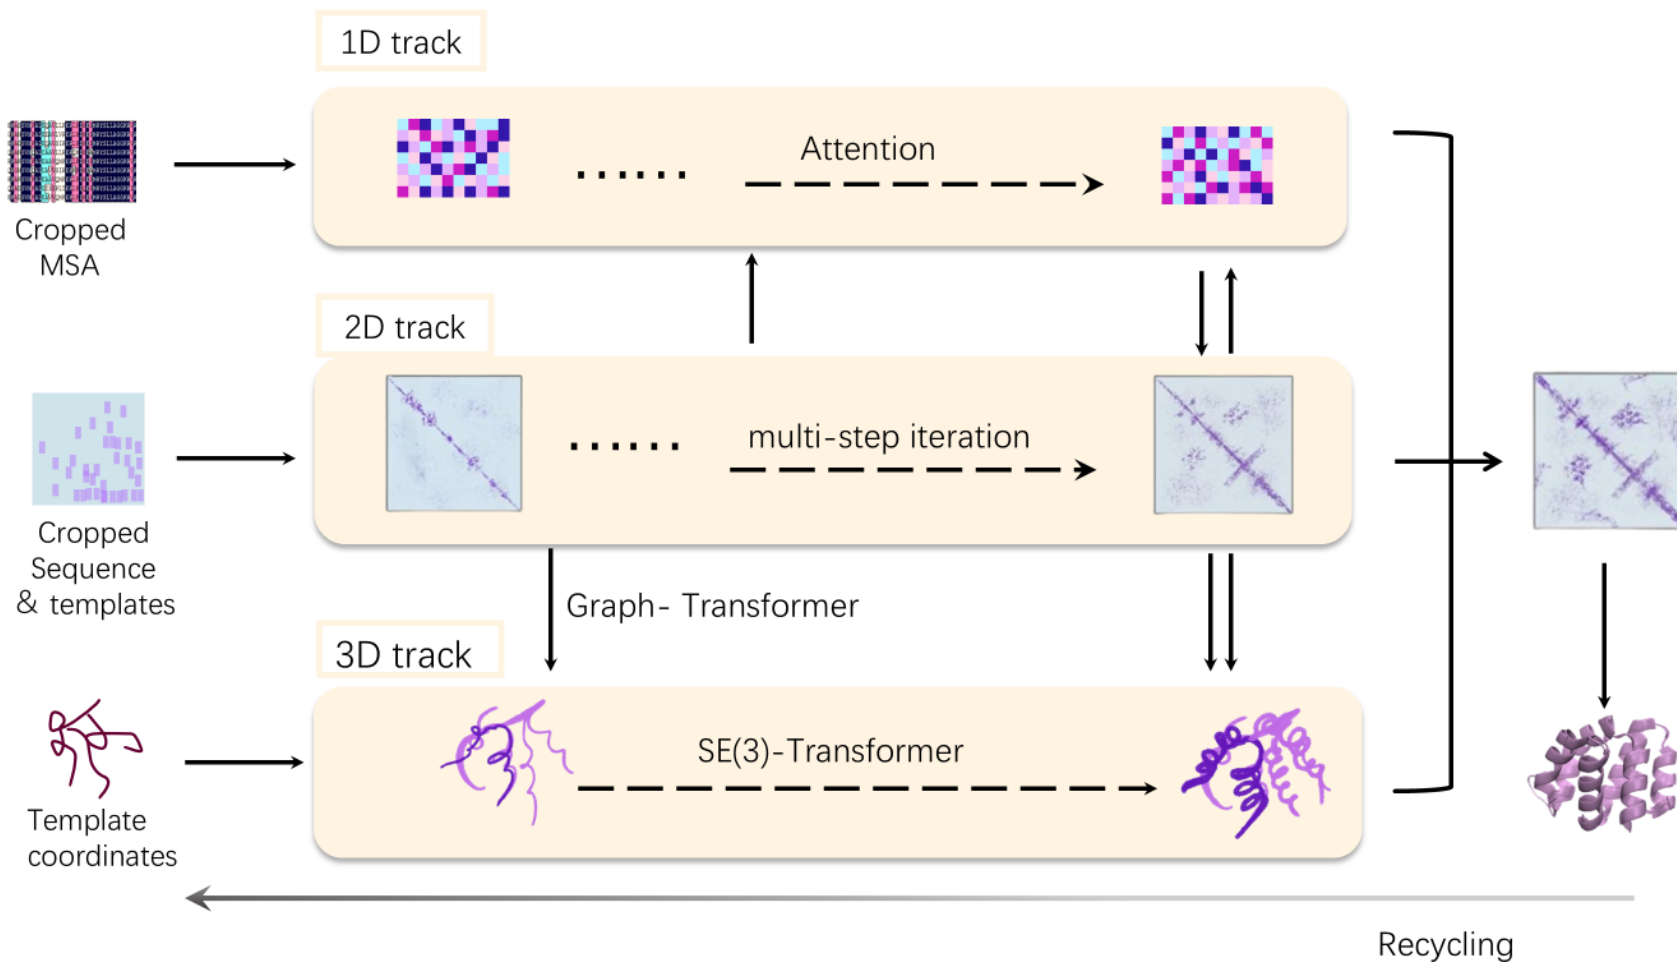 1D track
Attention
Cropped
MSA
2D track
multi-step iteration
Cropped
Sequence
& templates
Graph- Transformer
3D track
SE(3)-Transformer
Template
coordinates
Recycling